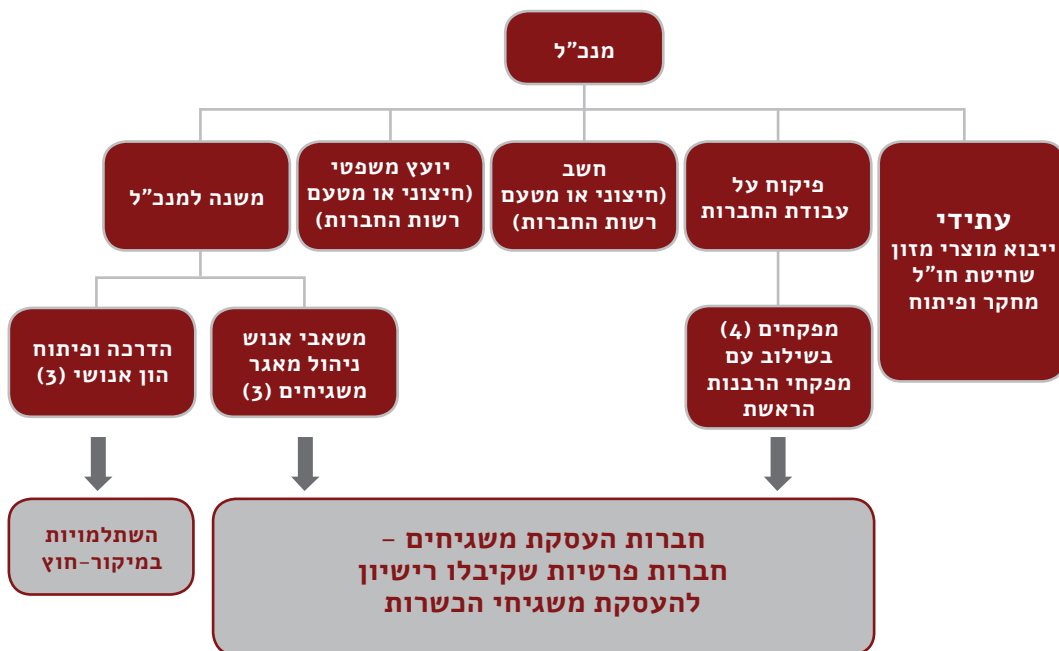 מנכ"ל
עתידי
ייבוא מוצרי מזון
שחיטת חו"ל
מחקר ופיתוח
פיקוח על
עבודת החברות
חשב
(חיצוני או מטעם
רשות החברות)
יועץ משפטי
(חיצוני או מטעם
רשות החברות)
משנה למנכ"ל
מפקחים (4)
בשילוב עם
מפקחי הרבנות
הראשת
משאבי אנוש
ניהול מאגר
משגיחים (3)
הדרכה ופיתוח
הון אנושי (3)
חברות העסקת משגיחים –
חברות פרטיות שקיבלו רישיון
להעסקת משגיחי הכשרות
השתלמויות
במיקור-חוץ